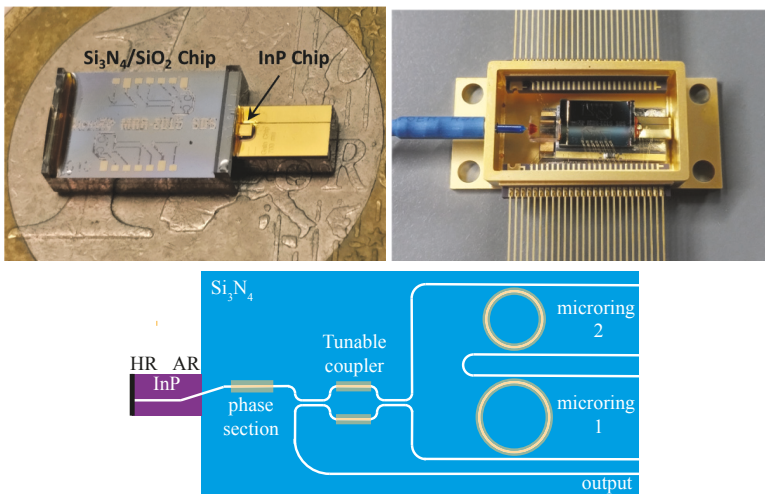 Si₃N₄/SiO₂ Chip
InP Chip
Si₃N₄
microring
2
Tunable
coupler
HR AR
InP
phase
section
microring
1
output